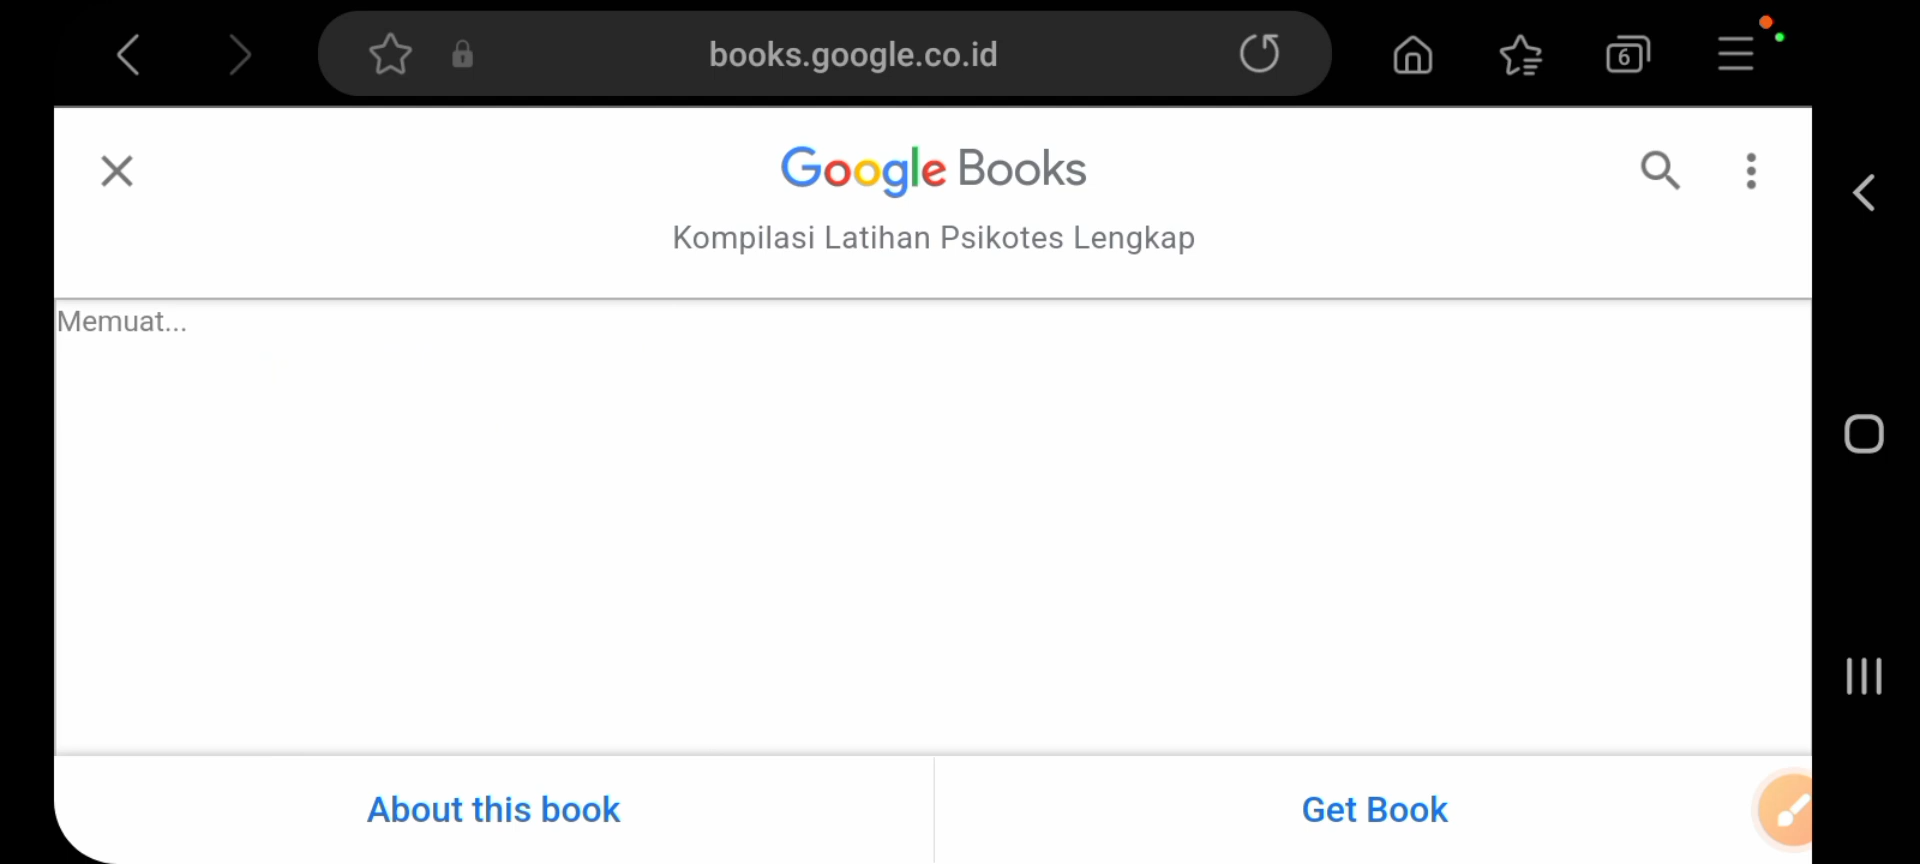 books.google.co.id
6
Google Books
Kompilasi Latihan Psikotes Lengkap
Memuat...
About this book
Get Book